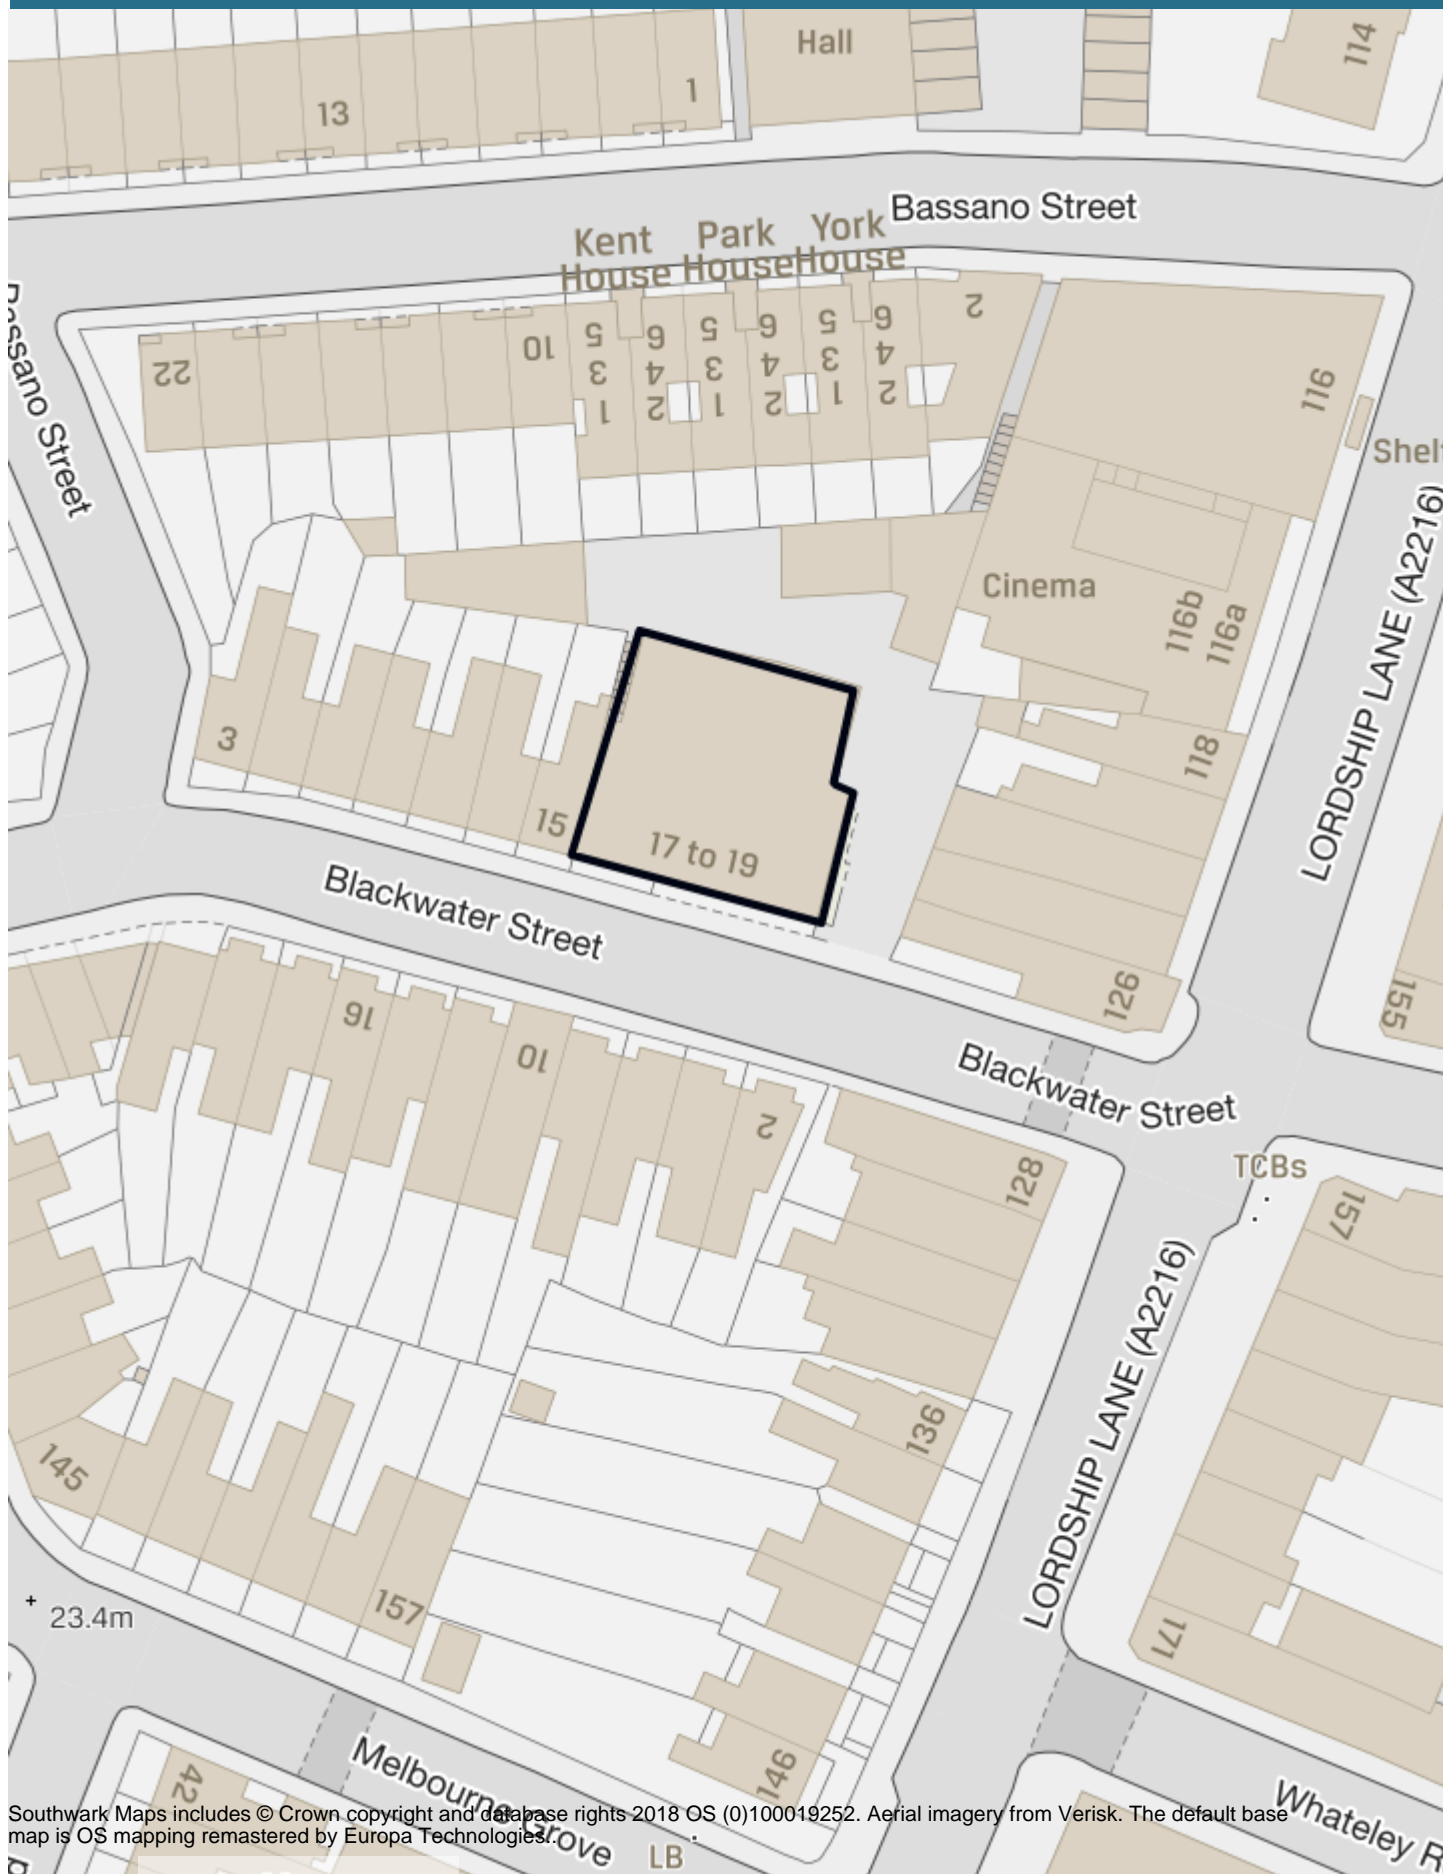 Hall
114
1
13
Bassano Street
Kent
House
Park
House
York
House
2
22
10
5
3
1
6
4
2
5
3
1
6
4
2
5
3
1
6
4
2
116
Cinema
116b
116a
LORDSHIP LANE (A2216)
3
15
17 to 19
118
Blackwater Street
126
155
16
10
2
Blackwater Street
128
TCBs
157
LORDSHIP LANE (A2216)
136
145
157
171
23.4m
146
42
Melbourne Grove
LB
Southwark Maps includes © Crown copyright and database rights 2018 OS (0)100019252. Aerial imagery from Verisk. The default base
map is OS mapping remastered by Europa Technologies..
Whateley R